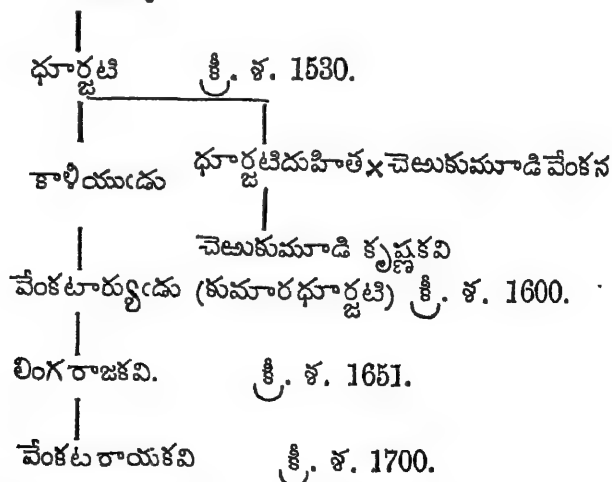 ధూర్జటి క్రీ. శ. 1530.
కాళీయుఁడు ధూర్జటిదుహిత×చెఱుకుమూడి వేంకన
చెఱుకుమూడి కృష్ణకవి
వేంకటార్యుఁడు (కుమారధూర్జటి) క్రీ. శ. 1600.
లింగరాజకవి. క్రీ. శ. 1651.
వేంకటరాయకవి క్రీ. శ. 1700.